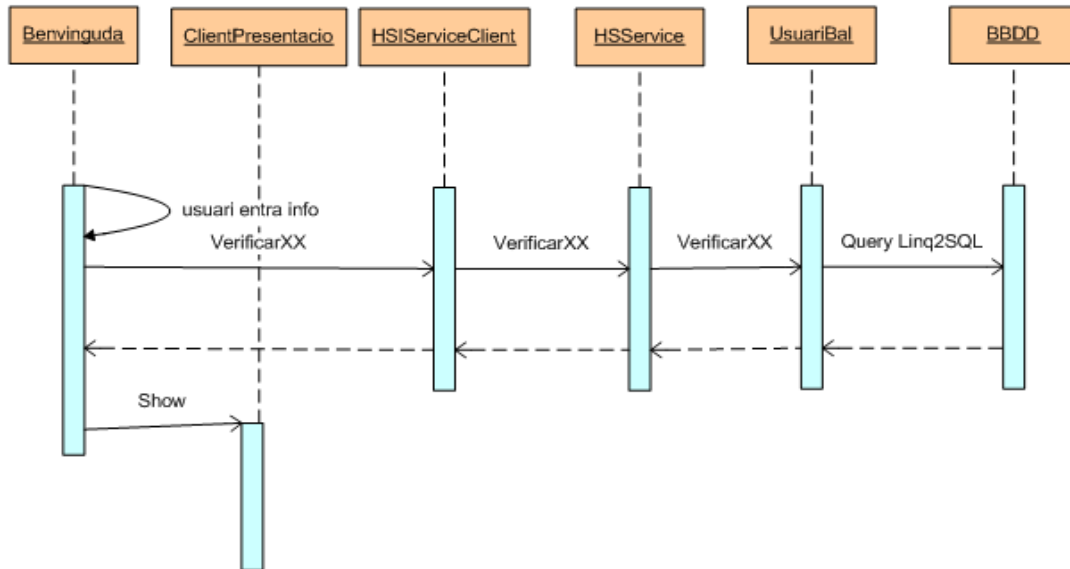 Benvinguda
ClientPresentacio
HSIServiceClient
HSService
UsuariBal
BBDD
usuari entra info
VerificarXX
VerificarXX
VerificarXX
Query Linq2SQL
Show